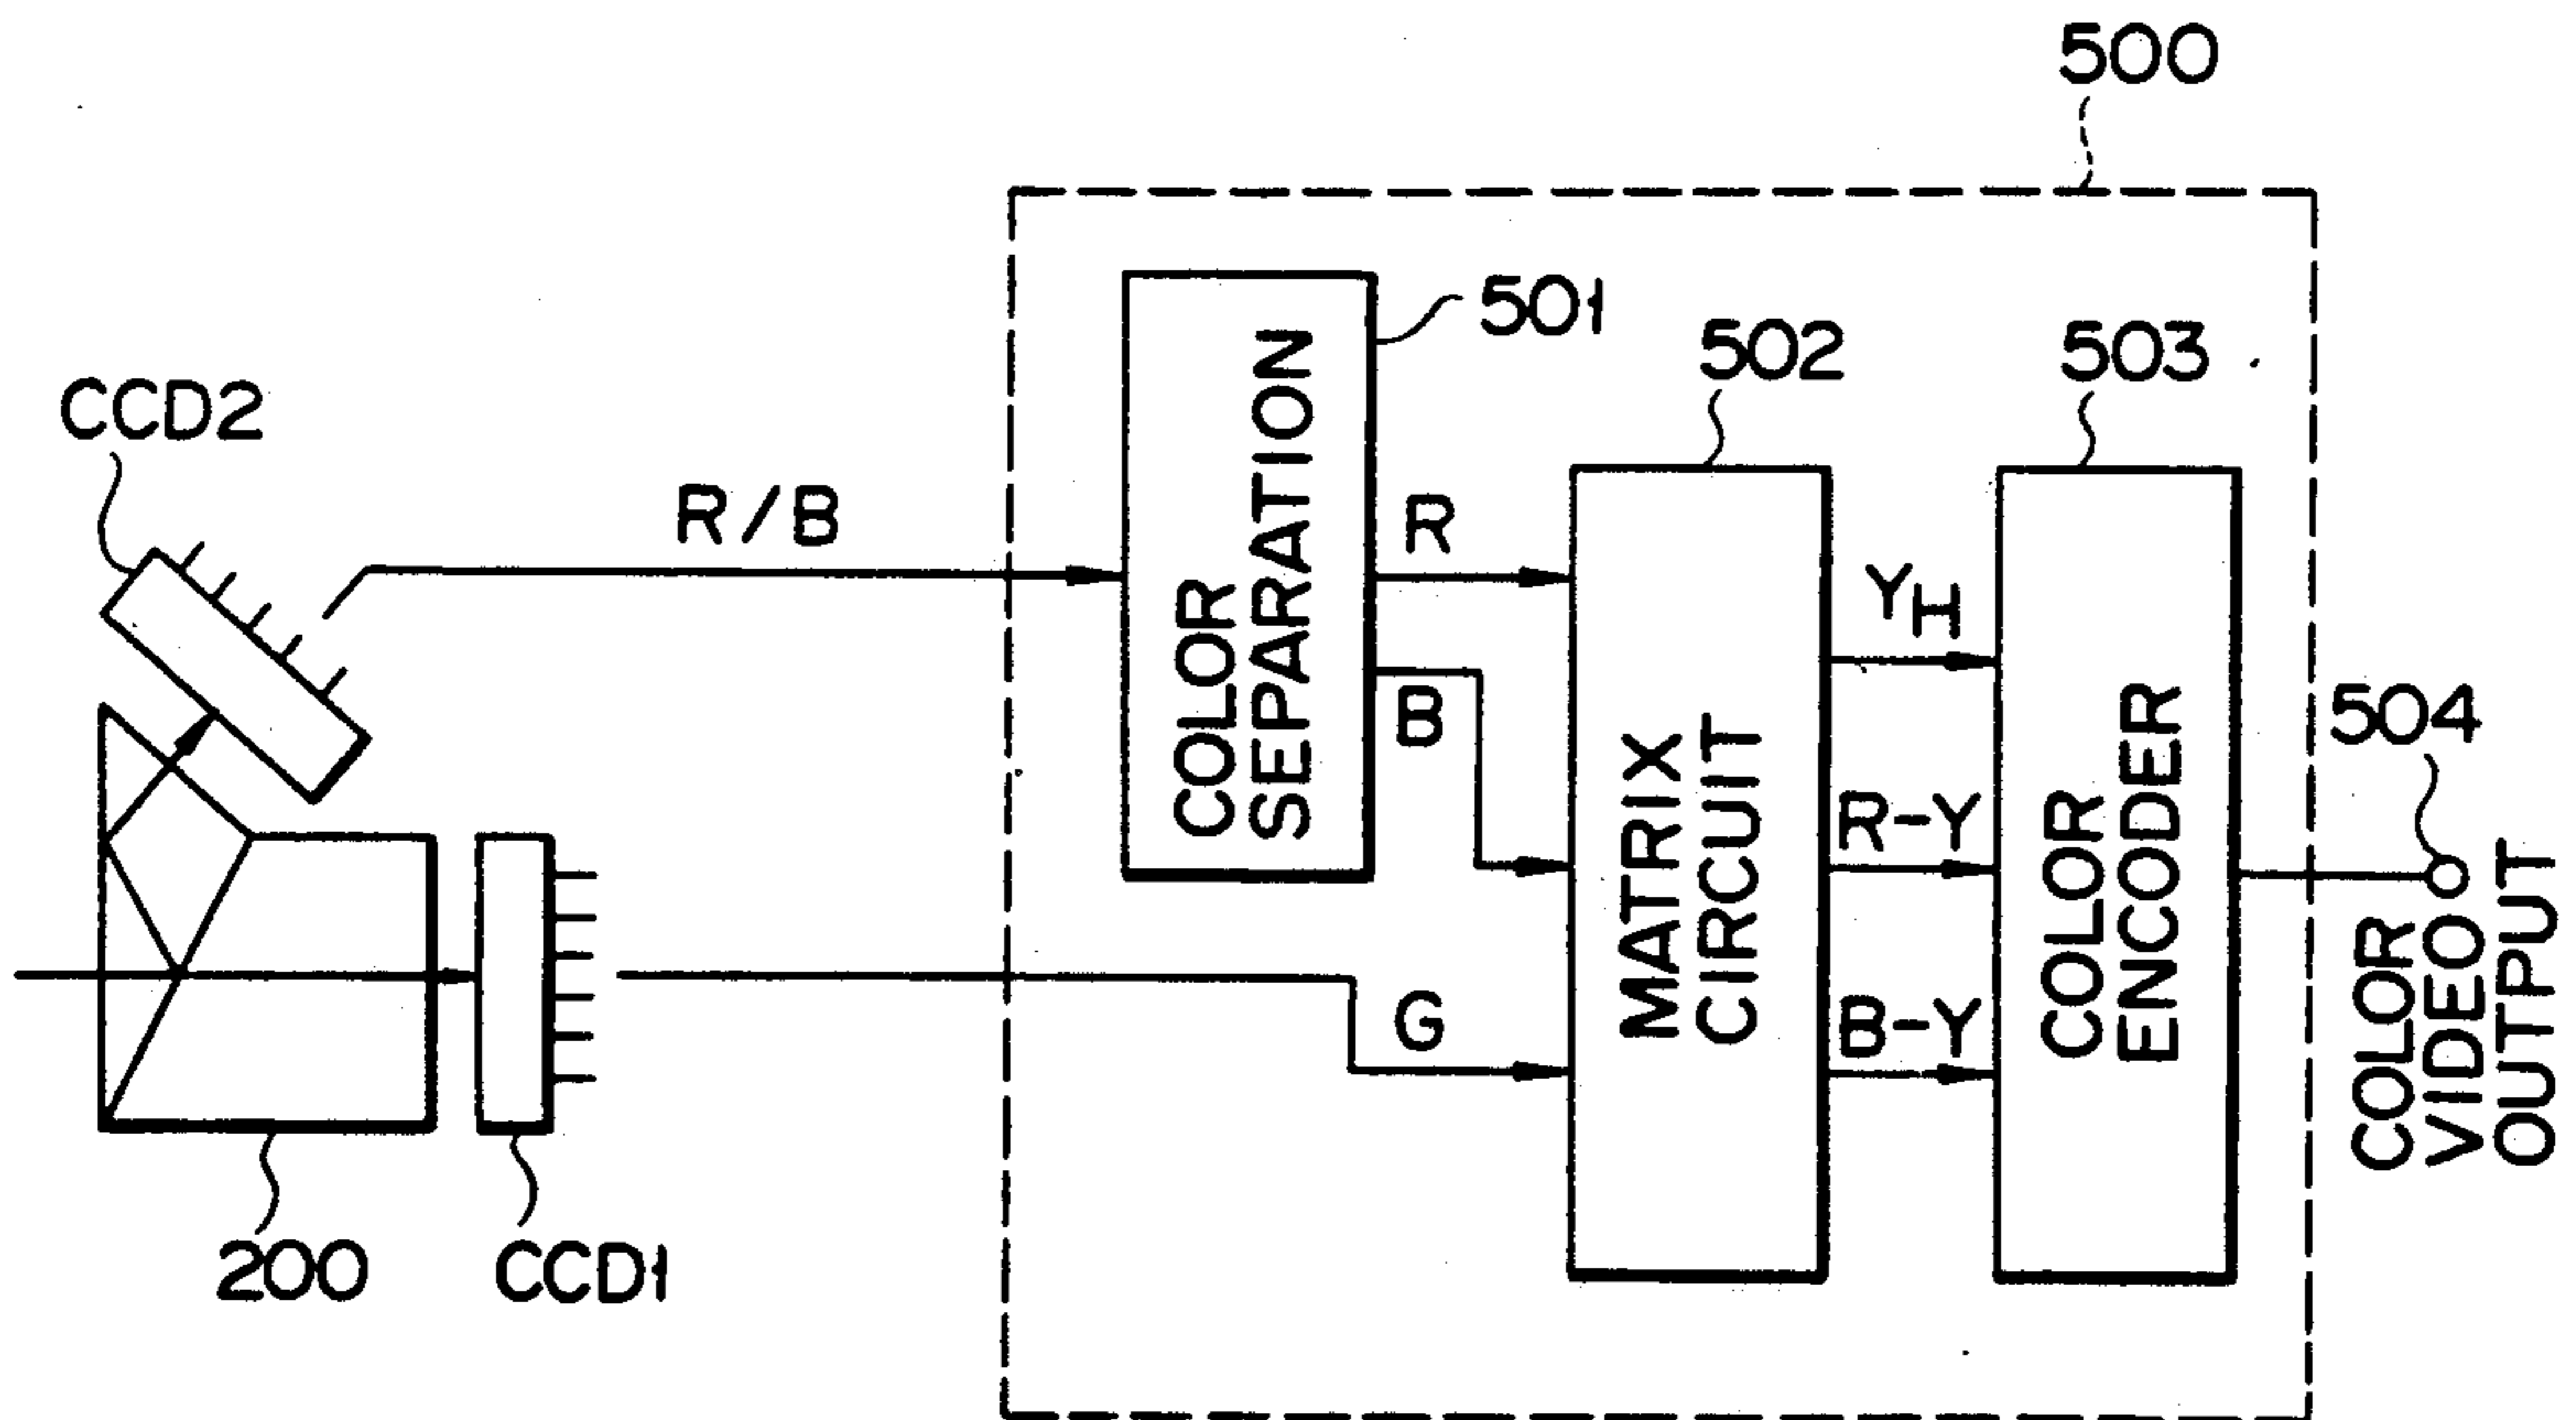 500
501
502
503
CCD2
R/B
COLOR
SEPARATION
R
B
G
MATRIX
CIRCUIT
YH
R-Y
B-Y
COLOR
ENCODER
504
COLOR
VIDEO
OUTPUT
200
CCD1